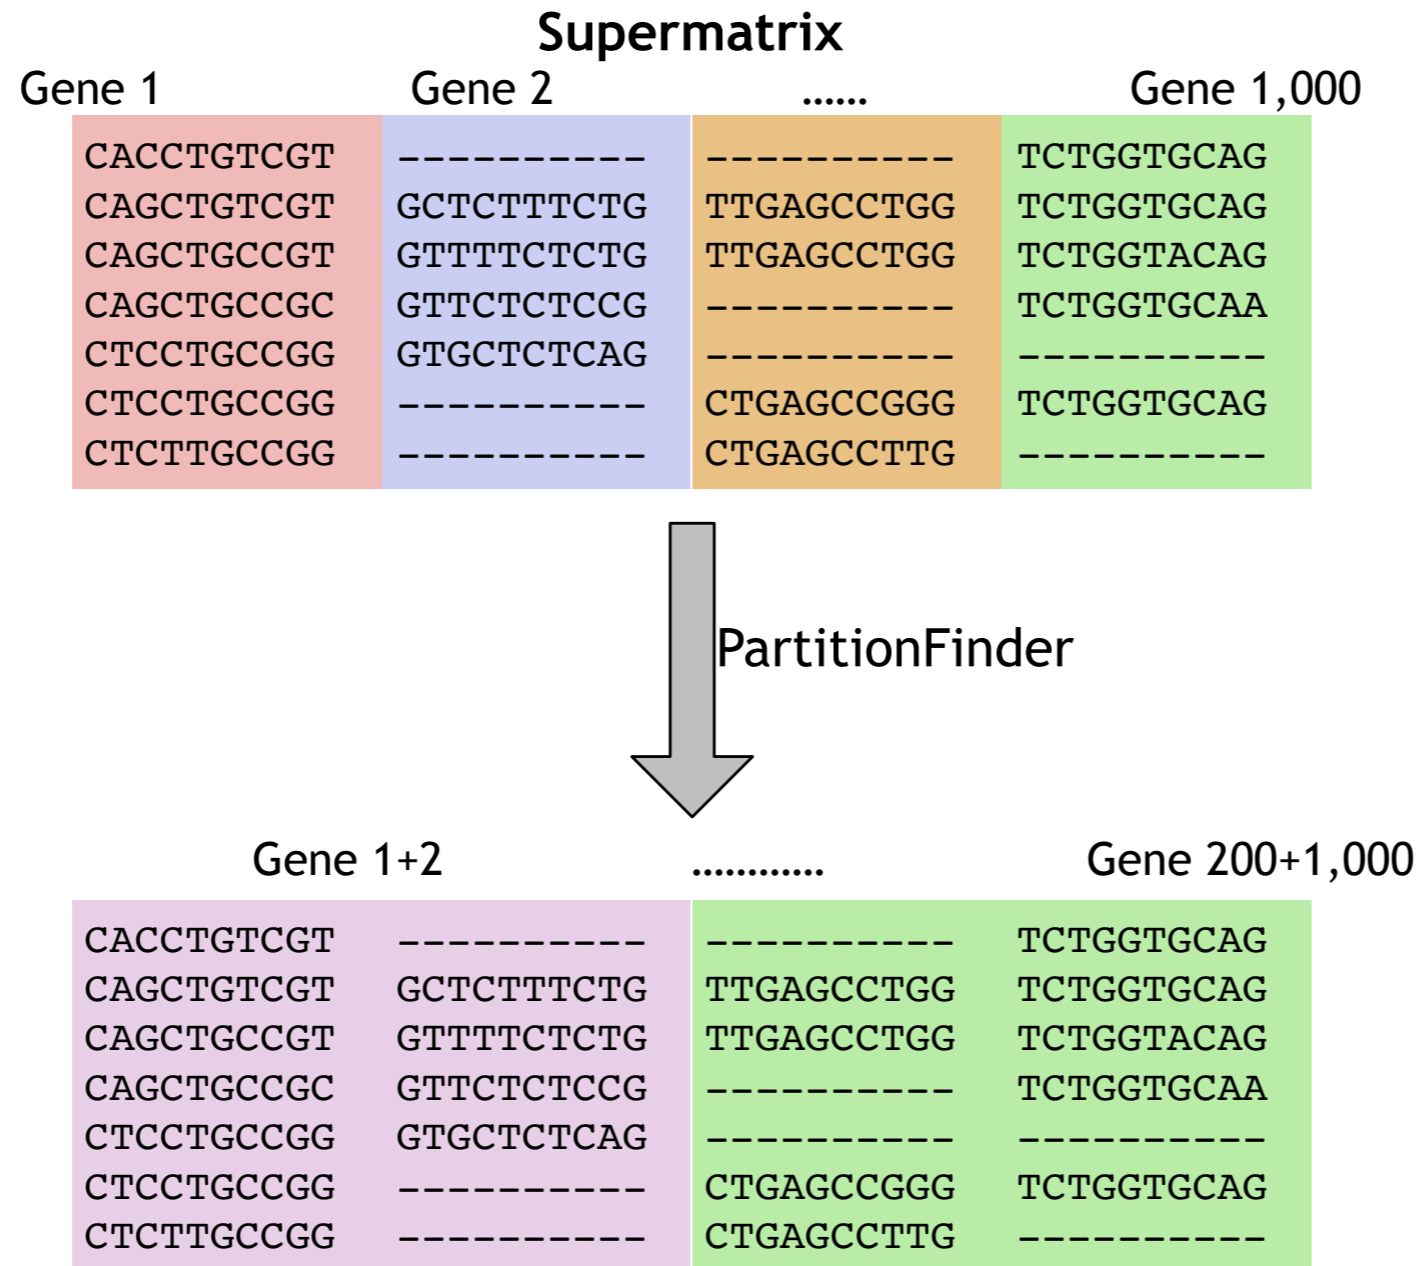 Supermatrix
Gene 1 Gene 2 ...... Gene 1,000
CACCTGTCGT ---------- ---------- TCTGGTGCAG
CAGCTGTCGT GCTCTTTCTG TTGAGCCTGG TCTGGTGCAG
CAGCTGCCGT GTTTTCTCTG TTGAGCCTGG TCTGGTACAG
CAGCTGCCGC GTTCTCTCCG ---------- TCTGGTGCAA
CTCCTGCCGG GTGCTCTCAG ---------- ----------
CTCCTGCCGG ---------- CTGAGCCGGG TCTGGTGCAG
CTCTTGCCGG ---------- CTGAGCCTTG ----------
PartitionFinder
Gene 1+2 ............ Gene 200+1,000
CACCTGTCGT ---------- ---------- TCTGGTGCAG
CAGCTGTCGT GCTCTTTCTG TTGAGCCTGG TCTGGTGCAG
CAGCTGCCGT GTTTTCTCTG TTGAGCCTGG TCTGGTACAG
CAGCTGCCGC GTTCTCTCCG ---------- TCTGGTGCAA
CTCCTGCCGG GTGCTCTCAG ---------- ----------
CTCCTGCCGG ---------- CTGAGCCGGG TCTGGTGCAG
CTCTTGCCGG ---------- CTGAGCCTTG ----------